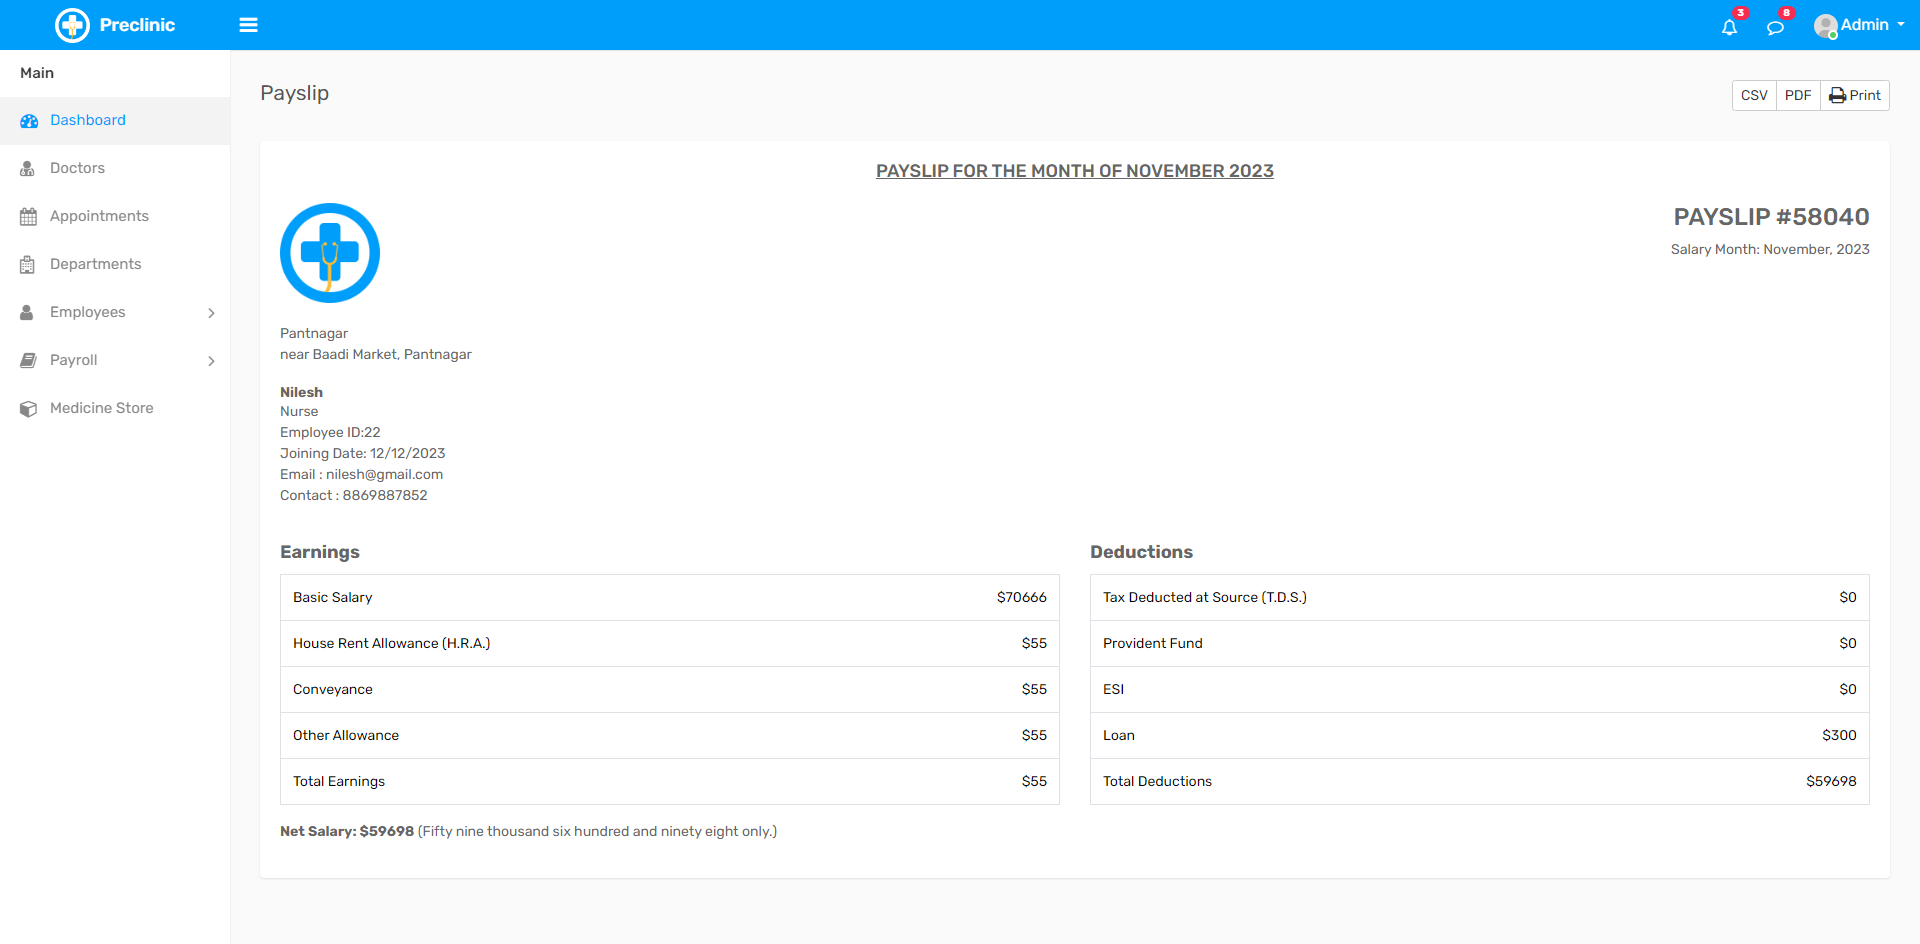 Preclinic
3
8
Admin
Main
Dashboard
Doctors
Appointments
Departments
Employees
Payroll
Medicine Store
Payslip
CSV PDF Print
PAYSLIP FOR THE MONTH OF NOVEMBER 2023
PAYSLIP #58040
Salary Month: November, 2023
Pantnagar
near Baadi Market, Pantnagar
Nilesh
Nurse
Employee ID:22
Joining Date: 12/12/2023
Email : nilesh@gmail.com
Contact : 8869887852
Earnings
Basic Salary $70666
House Rent Allowance (H.R.A.) $55
Conveyance $55
Other Allowance $55
Total Earnings $55
Deductions
Tax Deducted at Source (T.D.S.) $0
Provident Fund $0
ESI $0
Loan $300
Total Deductions $59698
Net Salary: $59698 (Fifty nine thousand six hundred and ninety eight only.)